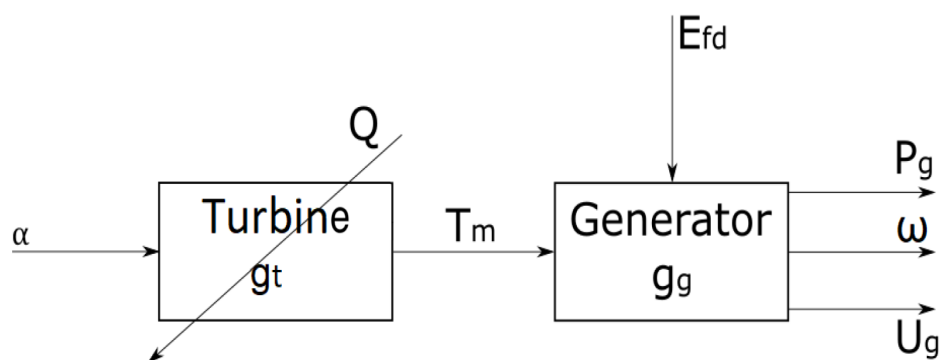 E_fd
Q
P_g
Turbine
Generator
α
T_m
ω
g_t
g_g
U_g